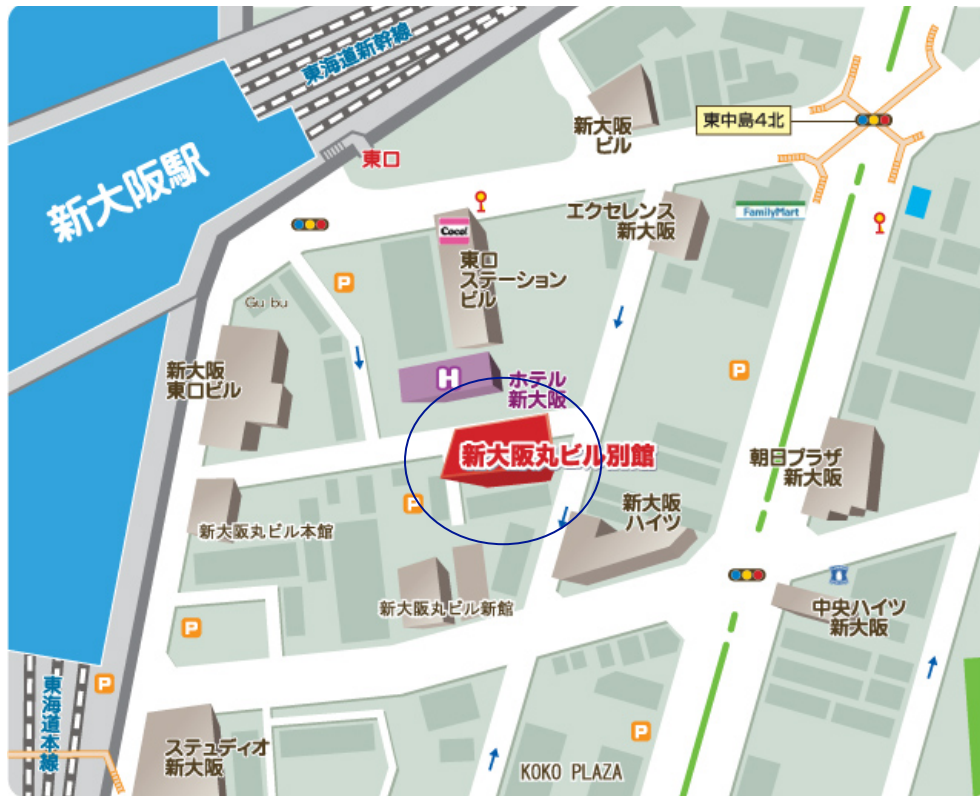 東海道新幹線
新大阪駅
東口
新大阪
ビル
東中島4北
エクセレンス
新大阪
FamilyMart
Cocol
東口
ステーション
ビル
Gu bu
P
新大阪
東口ビル
H
ホテル
新大阪
P
新大阪丸ビル別館
朝日プラザ
新大阪
P
新大阪
ハイツ
新大阪丸ビル本館
新大阪丸ビル新館
中央ハイツ
新大阪
P
P
東海道本線
ステュディオ
新大阪
P
KOKO PLAZA